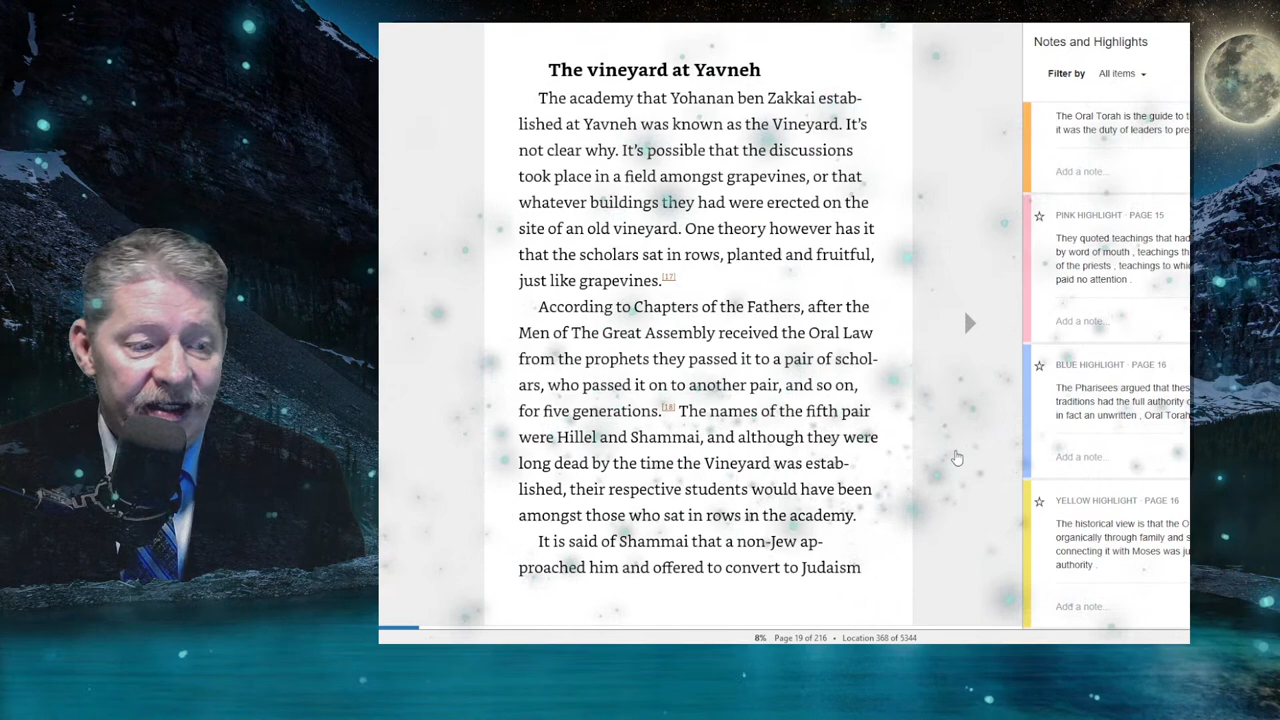 The vineyard at Yavneh
The academy that Yohanan ben Zakkai estab-
lished at Yavneh was known as the Vineyard. It's
not clear why. It's possible that the discussions
took place in a field amongst grapevines, or that
whatever buildings they had were erected on the
site of an old vineyard. One theory however has it
that the scholars sat in rows, planted and fruitful,
just like grapevines.[17]
According to Chapters of the Fathers, after the
Men of The Great Assembly received the Oral Law
from the prophets they passed it to a pair of schol-
ars, who passed it on to another pair, and so on,
for five generations.[18] The names of the fifth pair
were Hillel and Shammai, and although they were
long dead by the time the Vineyard was estab-
lished, their respective students would have been
amongst those who sat in rows in the academy.
It is said of Shammai that a non-Jew ap-
proached him and offered to convert to Judaism
8% Page 19 of 216 • Location 368 of 5344
Notes and Highlights
Filter by All items
The Oral Torah is the guide to t
it was the duty of leaders to pre
Add a note...
PINK HIGHLIGHT · PAGE 15
They quoted teachings that had
by word of mouth , teachings th
of the priests , teachings to whic
paid no attention .
Add a note...
BLUE HIGHLIGHT · PAGE 16
The Pharisees argued that thes
traditions had the full authority o
in fact an unwritten , Oral Torah
Add a note...
YELLOW HIGHLIGHT · PAGE 16
The historical view is that the O
organically through family and s
connecting it with Moses was ju
authority .
Add a note...